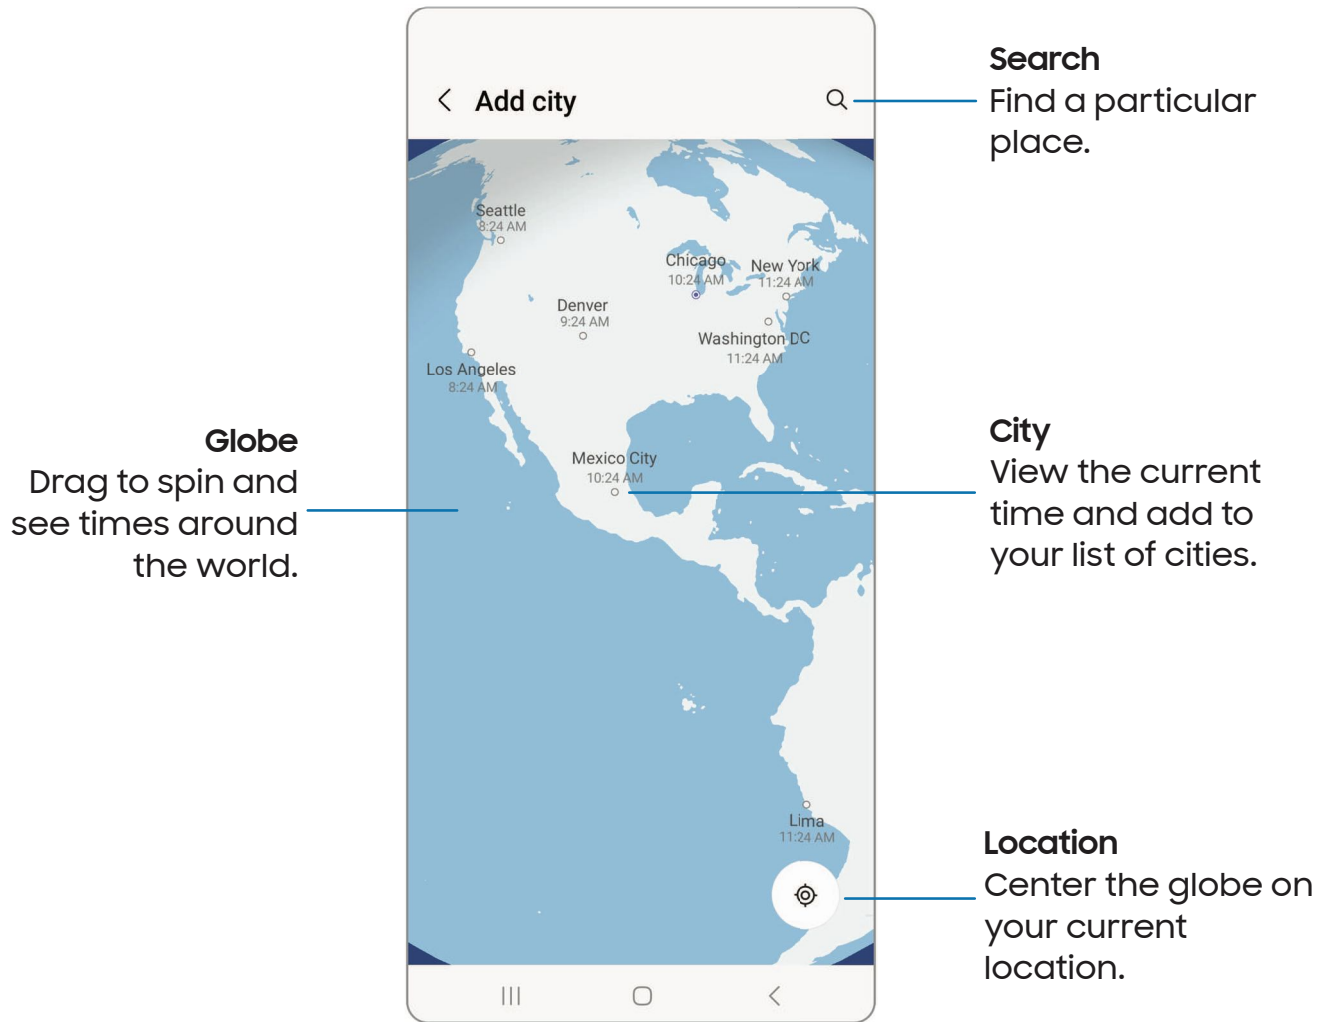 Add city
Search
Find a particular
place.
Seattle
8:24 AM
Chicago
10:24 AM
New York
11:24 AM
Denver
9:24 AM
Washington DC
11:24 AM
Los Angeles
8:24 AM
Globe
Drag to spin and
see times around
the world.
Mexico City
10:24 AM
City
View the current
time and add to
your list of cities.
Lima
11:24 AM
Location
Center the globe on
your current
location.